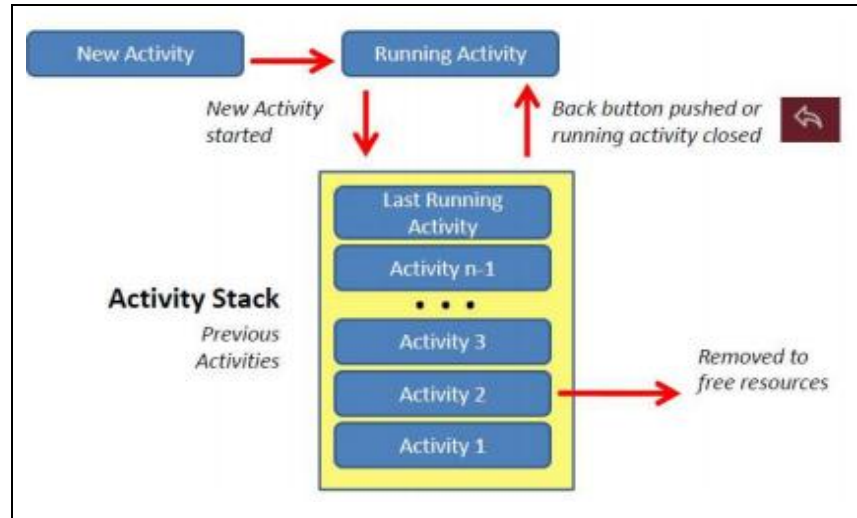 New Activity
Running Activity
New Activity
started
Back button pushed or
running activity closed
Last Running
Activity
Activity n-1
• • •
Activity Stack
Previous
Activities
Activity 3
Activity 2
Activity 1
Removed to
free resources